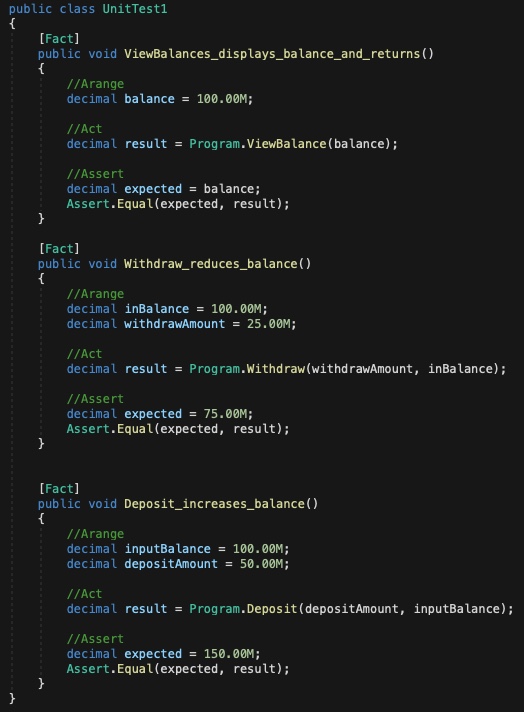 public class UnitTest1
{
[Fact]
public void ViewBalances_displays_balance_and_returns()
{
//Arange
decimal balance = 100.00M;
//Act
decimal result = Program.ViewBalance(balance);
//Assert
decimal expected = balance;
Assert.Equal(expected, result);
}
[Fact]
public void Withdraw_reduces_balance()
{
//Arange
decimal inBalance = 100.00M;
decimal withdrawAmount = 25.00M;
//Act
decimal result = Program.Withdraw(withdrawAmount, inBalance);
//Assert
decimal expected = 75.00M;
Assert.Equal(expected, result);
}
[Fact]
public void Deposit_increases_balance()
{
//Arange
decimal inputBalance = 100.00M;
decimal depositAmount = 50.00M;
//Act
decimal result = Program.Deposit(depositAmount, inputBalance);
//Assert
decimal expected = 150.00M;
Assert.Equal(expected, result);
}
}